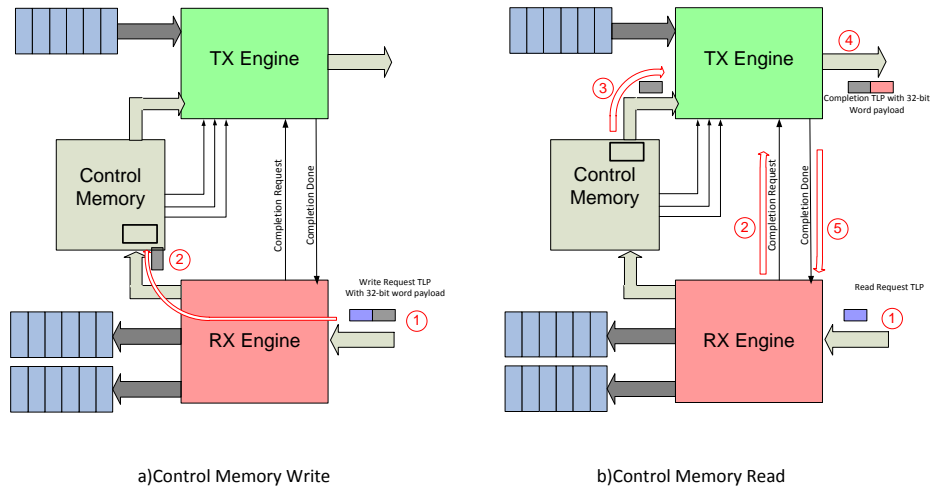 TX Engine
Control
Memory
Completion Request
Completion Done
2
Write Request TLP
With 32-bit word payload
1
RX Engine
a)Control Memory Write
TX Engine
4
3
Completion TLP with 32-bit
Word payload
Control
Memory
Completion Request
Completion Done
2
5
Read Request TLP
1
RX Engine
b)Control Memory Read